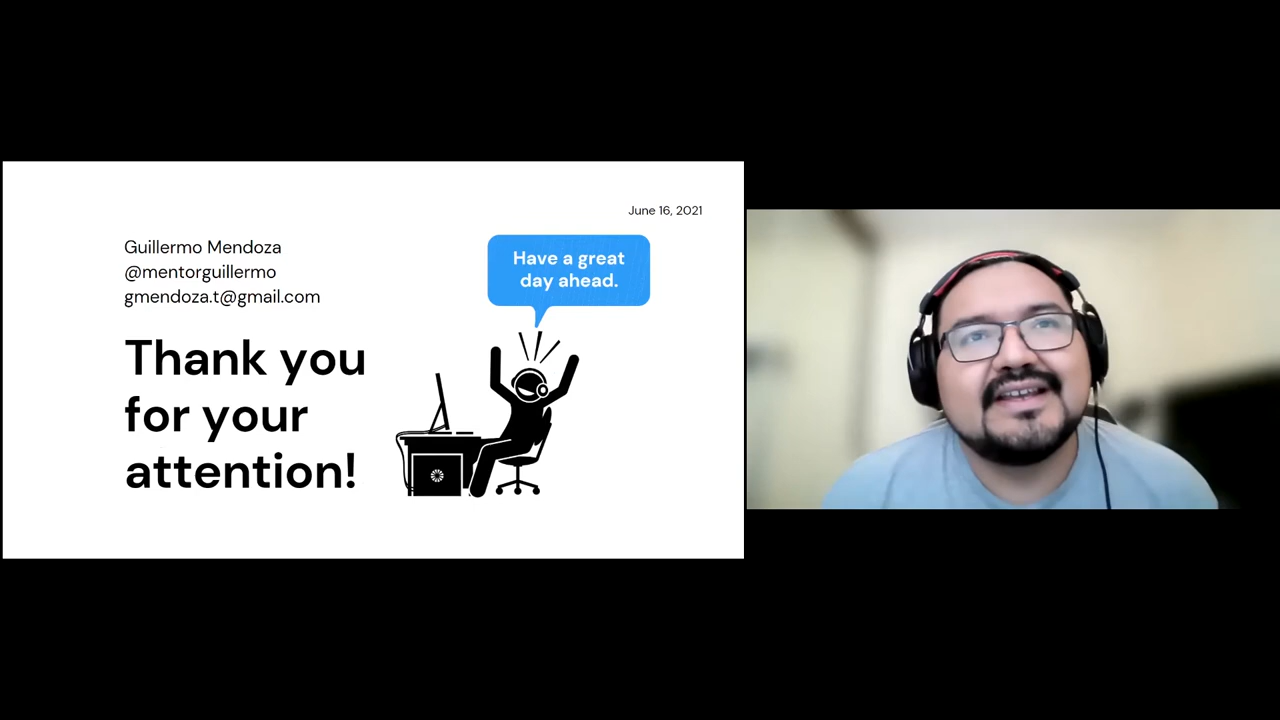 June 16, 2021
Guillermo Mendoza
@mentorguillermo
gmendoza.t@gmail.com
Have a great
day ahead.
Thank you
for your
attention!